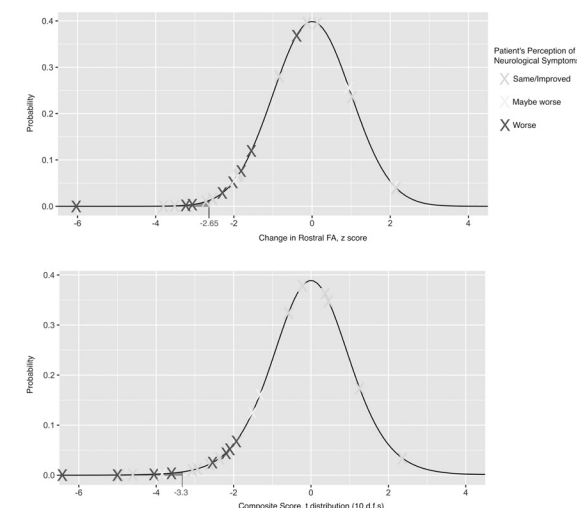 0.4
0.3
0.2
0.1
0.0
Probability
-6
-4
-2.65
-2
0
2
4
Change in Rostral FA, z score
Patient's Perception of
Neurological Symptoms
Same/Improved
Maybe worse
Worse
0.4
0.3
0.2
0.1
0.0
Probability
-6
-4
-3.3
-2
0
2
4
Composite Score, t distribution (10 d.f.s)